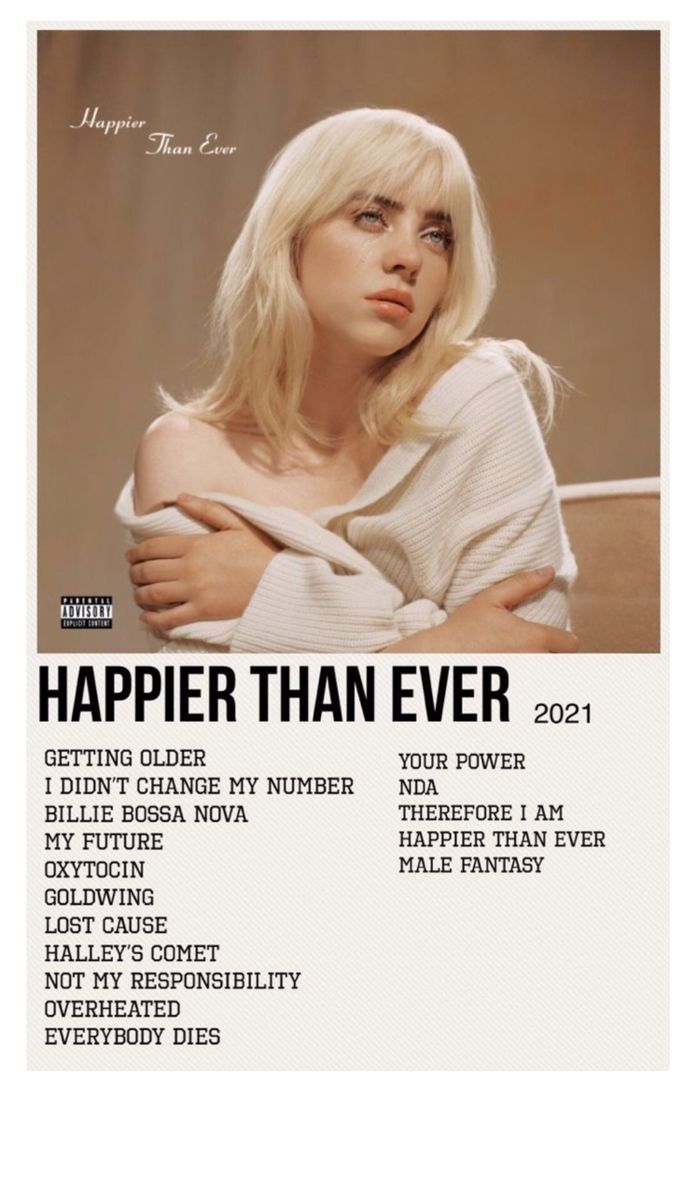 Happier
Than Ever
PARENTAL
ADVISORY
EXPLICIT CONTENT
HAPPIER THAN EVER 2021
GETTING OLDER
I DIDN'T CHANGE MY NUMBER
BILLIE BOSSA NOVA
MY FUTURE
OXYTOCIN
GOLDWING
LOST CAUSE
HALLEY'S COMET
NOT MY RESPONSIBILITY
OVERHEATED
EVERYBODY DIES
YOUR POWER
NDA
THEREFORE I AM
HAPPIER THAN EVER
MALE FANTASY